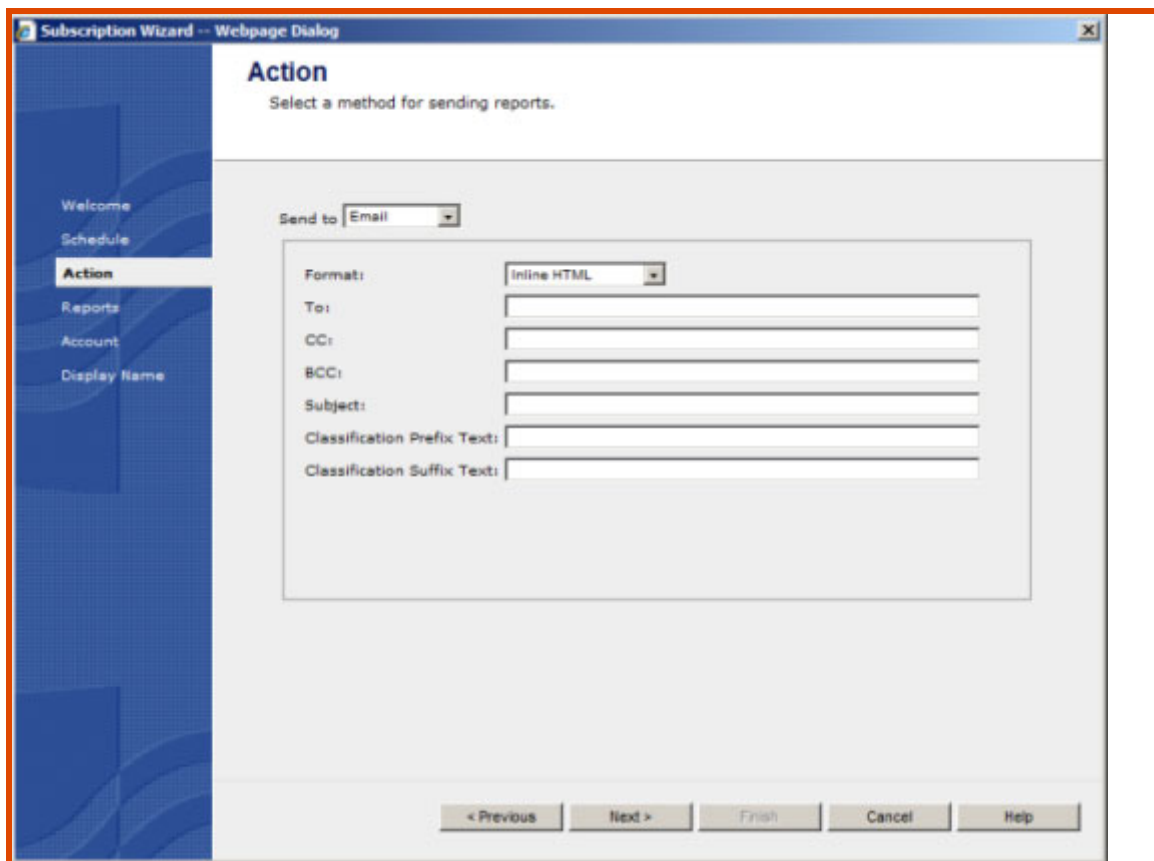 Subscription Wizard -- Webpage Dialog
Action
Select a method for sending reports.
Welcome
Schedule
Action
Reports
Account
Display Name
Send to Email
Format: Inline HTML
To:
CC:
BCC:
Subject:
Classification Prefix Text:
Classification Suffix Text:
< Previous Next > Finish Cancel Help